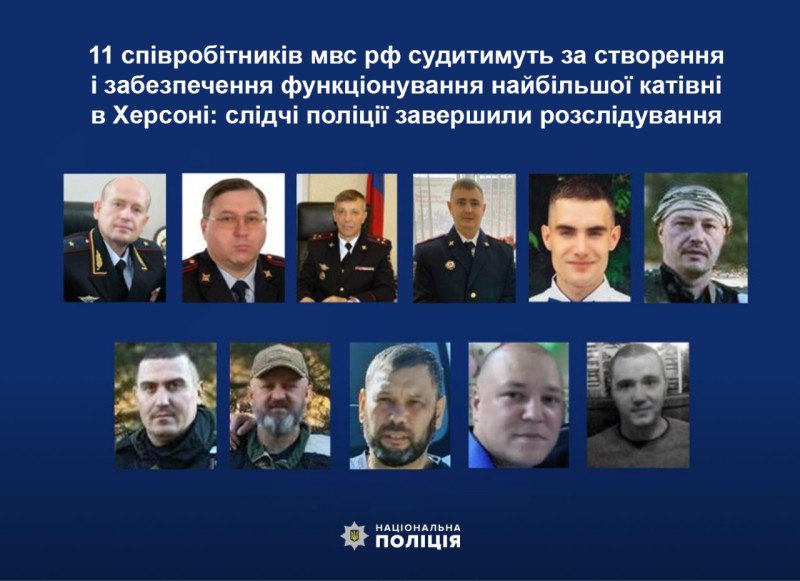 11 співробітників мвс рф судитимуть за створення
і забезпечення функціонування найбільшої катівні
в Херсоні: слідчі поліції завершили розслідування
НАЦІОНАЛЬНА
ПОЛІЦІЯ